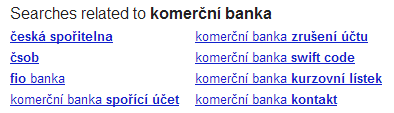 Searches related to komerční banka
česká spořitelna
čsob
fio banka
komerční banka spořící účet
komerční banka zrušení účtu
komerční banka swift code
komerční banka kurzovní lístek
komerční banka kontakt